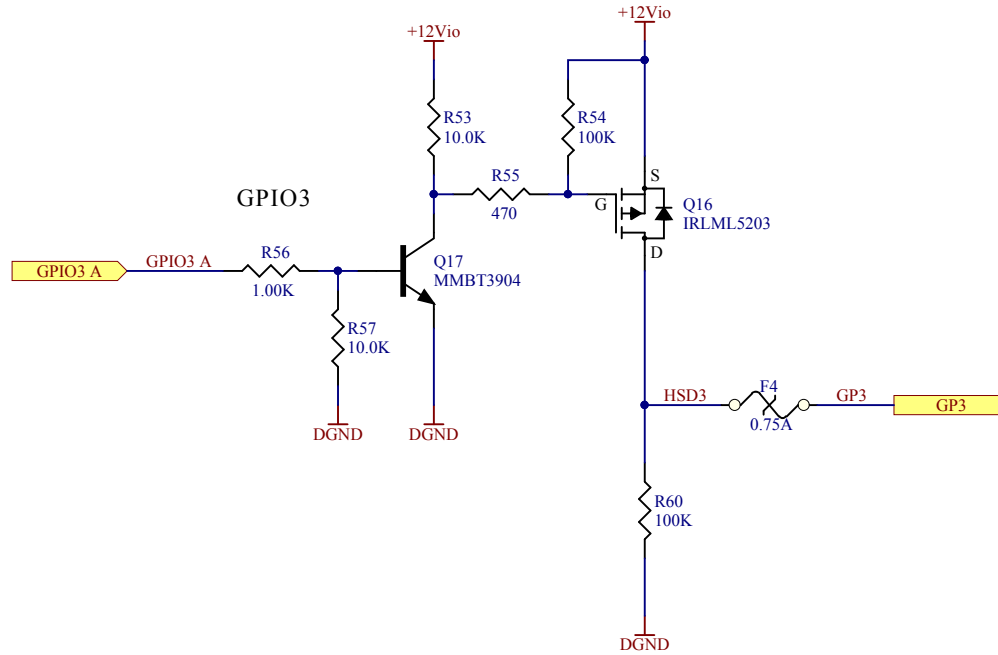 +12Vio
+12Vio
R53
10.0K
R54
100K
R55
470
S
G
Q16
IRLML5203
D
GPIO3
GPIO3 A
GPIO3 A
R56
1.00K
Q17
MMBT3904
R57
10.0K
DGND
DGND
HSD3
F4
0.75A
GP3
GP3
R60
100K
DGND